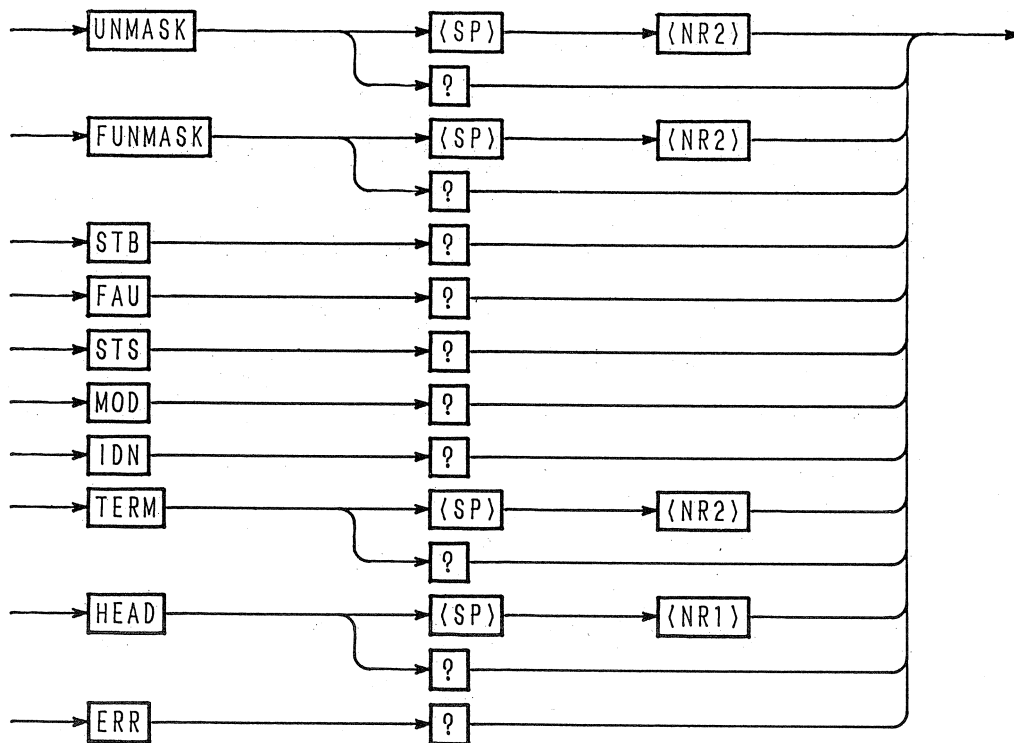 UNMASK ⟨SP⟩ ⟨NR2⟩
?
FUNMASK ⟨SP⟩ ⟨NR2⟩
?
STB ?
FAU ?
STS ?
MOD ?
IDN ?
TERM ⟨SP⟩ ⟨NR2⟩
?
HEAD ⟨SP⟩ ⟨NR1⟩
?
ERR ?